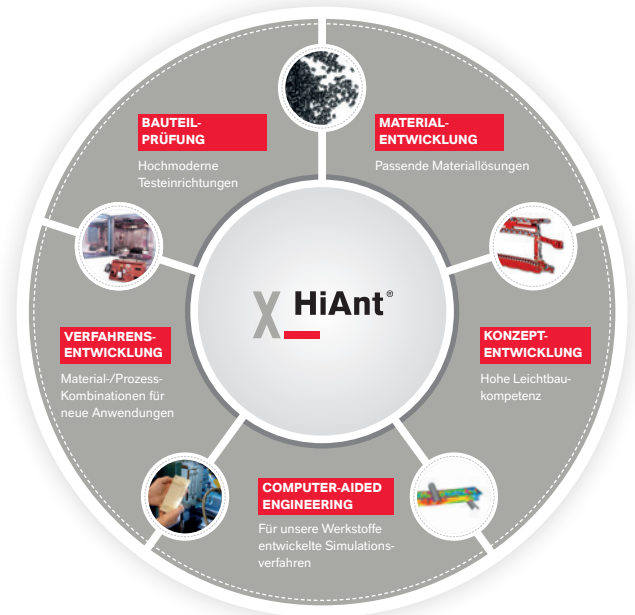 BAUTEIL-
PRÜFUNG
Hochmoderne
Testeinrichtungen
MATERIAL-
ENTWICKLUNG
Passende Materiallösungen
HiAnt®
VERFAHRENS-
ENTWICKLUNG
Material-/Prozess-
Kombinationen für
neue Anwendungen
KONZEPT-
ENTWICKLUNG
Hohe Leichtbau-
kompetenz
COMPUTER-AIDED
ENGINEERING
Für unsere Werkstoffe
entwickelte Simulations-
verfahren